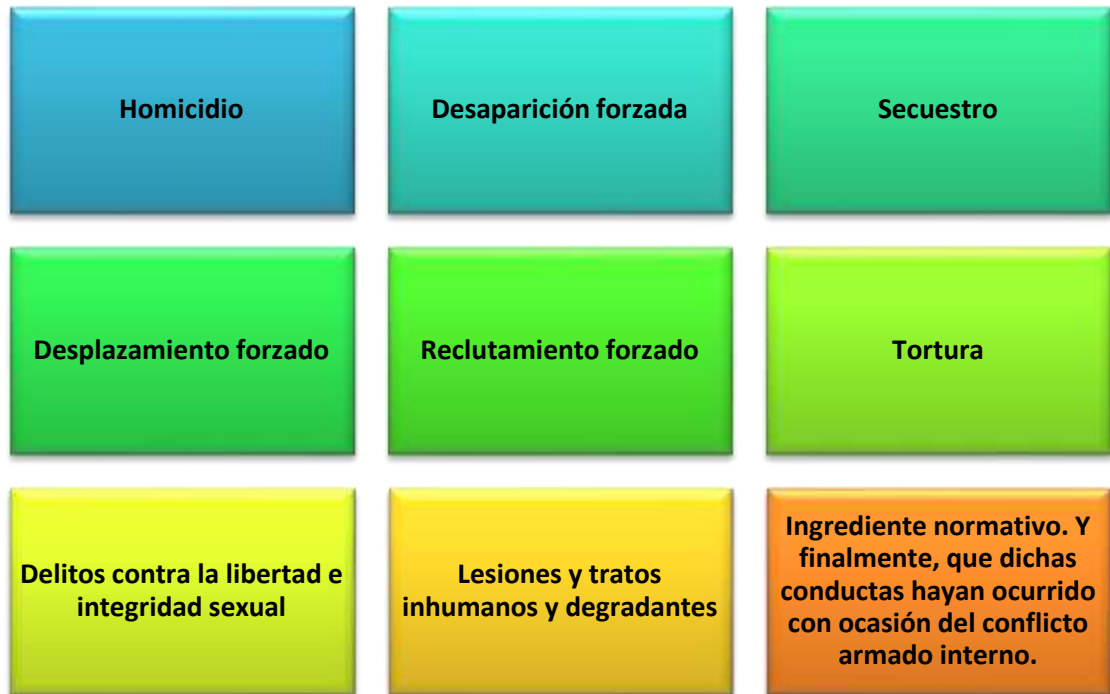 Homicidio
Desaparición forzada
Secuestro
Desplazamiento forzado
Reclutamiento forzado
Tortura
Delitos contra la libertad e
integridad sexual
Lesiones y tratos
inhumanos y degradantes
Ingrediente normativo. Y
finalmente, que dichas
conductas hayan ocurrido
con ocasión del conflicto
armado interno.